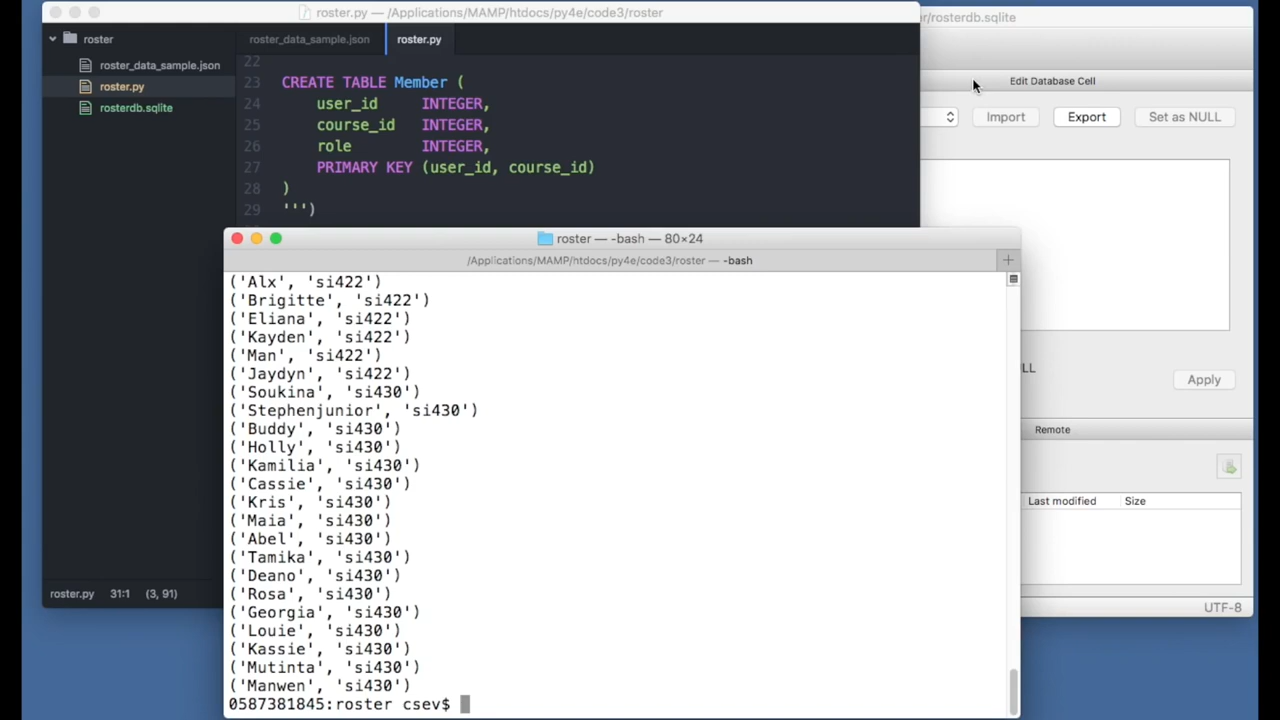 roster.py — /Applications/MAMP/htdocs/py4e/code3/roster
/rosterdb.sqlite
roster
roster_data_sample.json
roster.py
rosterdb.sqlite
roster_data_sample.json
roster.py
22
23 CREATE TABLE Member (
24 user_id INTEGER,
25 course_id INTEGER,
26 role INTEGER,
27 PRIMARY KEY (user_id, course_id)
28 )
29 ''')
Edit Database Cell
Import
Export
Set as NULL
Apply
Remote
Last modified
Size
UTF-8
roster — -bash — 80×24
/Applications/MAMP/htdocs/py4e/code3/roster — -bash
('Alx', 'si422')
('Brigitte', 'si422')
('Eliana', 'si422')
('Kayden', 'si422')
('Man', 'si422')
('Jaydyn', 'si422')
('Soukina', 'si430')
('Stephenjunior', 'si430')
('Buddy', 'si430')
('Holly', 'si430')
('Kamilia', 'si430')
('Cassie', 'si430')
('Kris', 'si430')
('Maia', 'si430')
('Abel', 'si430')
('Tamika', 'si430')
('Deano', 'si430')
('Rosa', 'si430')
('Georgia', 'si430')
('Louie', 'si430')
('Kassie', 'si430')
('Mutinta', 'si430')
('Manwen', 'si430')
0587381845:roster csev$
roster.py 31:1 (3, 91)